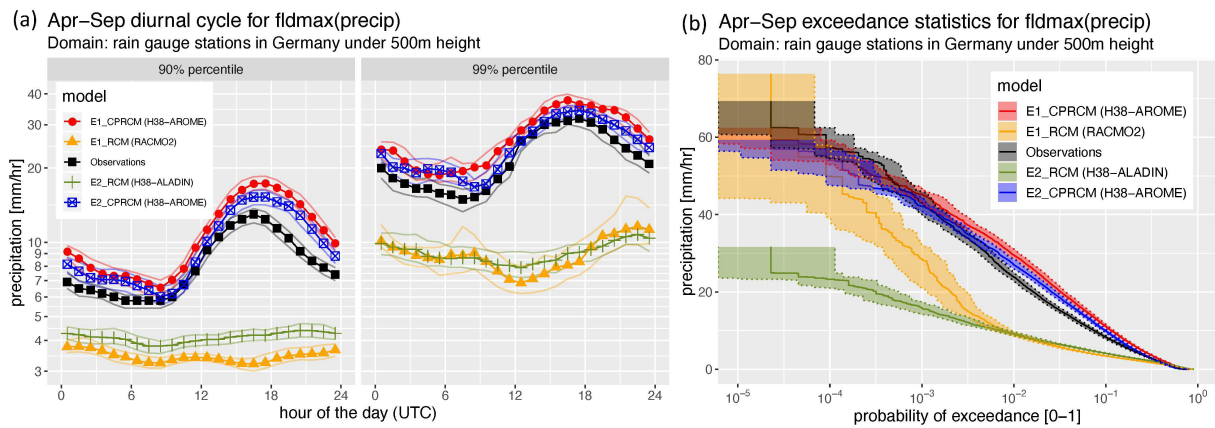 (a) Apr−Sep diurnal cycle for fldmax(precip)
Domain: rain gauge stations in Germany under 500m height
90% percentile
99% percentile
model
E1_CPRCM (H38−AROME)
E1_RCM (RACMO2)
Observations
E2_RCM (H38−ALADIN)
E2_CPRCM (H38−AROME)
precipitation [mm/hr]
40
30
20
10
9
8
7
6
5
4
3
0 6 12 18 24 0 6 12 18 24
hour of the day (UTC)
(b) Apr−Sep exceedance statistics for fldmax(precip)
Domain: rain gauge stations in Germany under 500m height
model
E1_CPRCM (H38−AROME)
E1_RCM (RACMO2)
Observations
E2_RCM (H38−ALADIN)
E2_CPRCM (H38−AROME)
precipitation [mm/hr]
80
60
40
20
0
10⁻⁵ 10⁻⁴ 10⁻³ 10⁻² 10⁻¹ 10⁰
probability of exceedance [0−1]